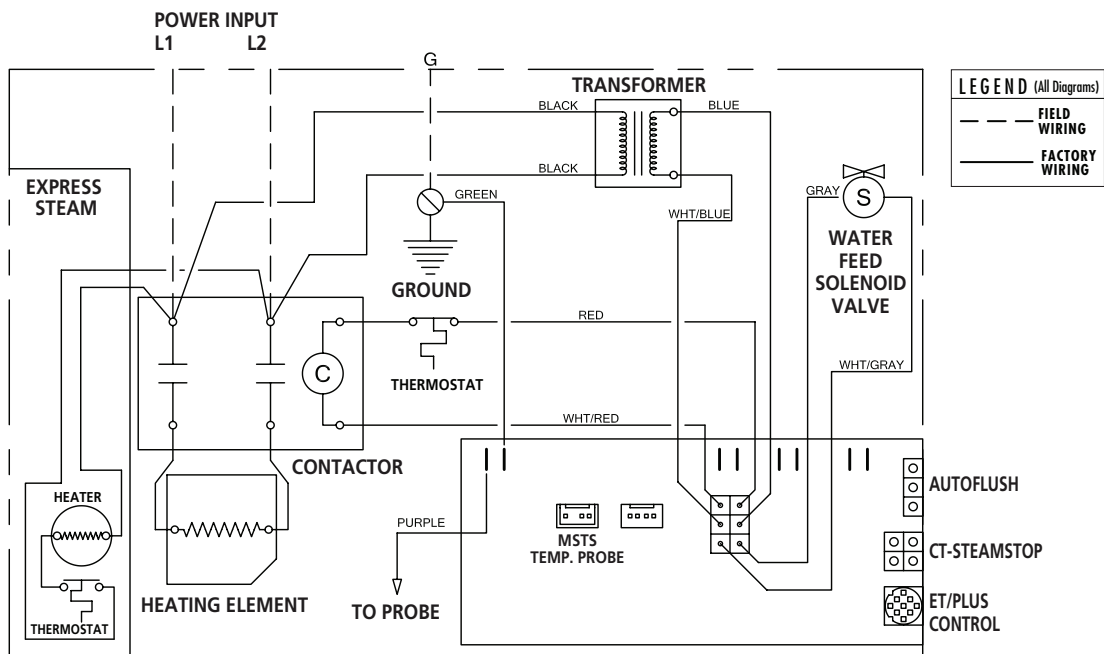 POWER INPUT
L1 L2
G
TRANSFORMER
BLACK
BLUE
LEGEND (All Diagrams)
FIELD
WIRING
FACTORY
WIRING
EXPRESS
STEAM
BLACK
GREEN
WHT/BLUE
GRAY
S
WATER
FEED
SOLENOID
VALVE
GROUND
RED
C
THERMOSTAT
WHT/GRAY
WHT/RED
CONTACTOR
HEATER
PURPLE
MSTS
TEMP. PROBE
AUTOFLUSH
CT-STEAMSTOP
HEATING ELEMENT
TO PROBE
ET/PLUS
CONTROL
THERMOSTAT